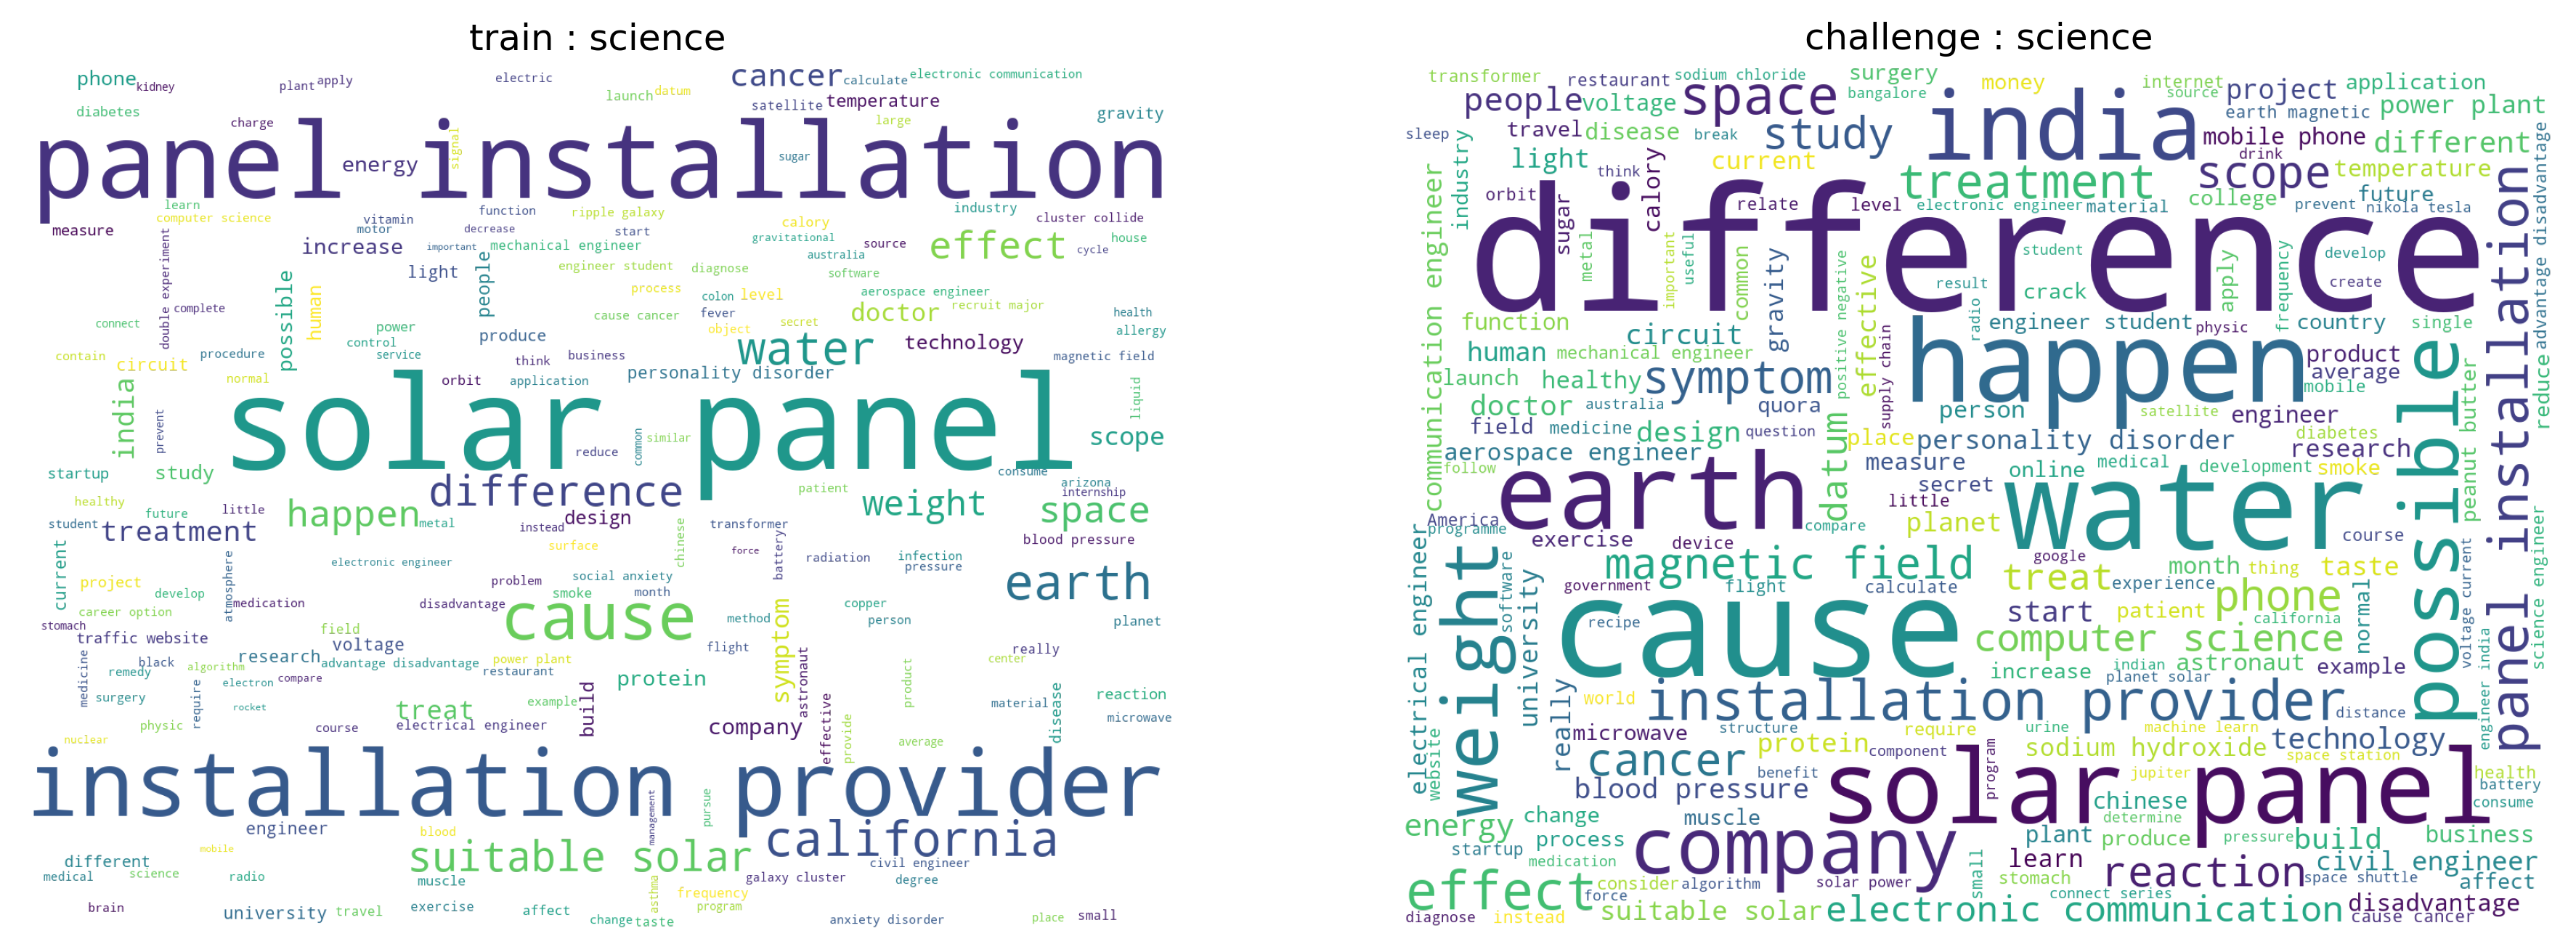 train : science
phone
kidney
plant
apply
electric
cancer
calculate
electronic communication
launch
datum
satellite
temperature
diabetes
charge
large
gravity
panel installation
energy
signal
sugar
learn
computer science
vitamin
motor
function
decrease
ripple galaxy
start
calory
industry
cluster collide
measure
double experiment
increase
important
mechanical engineer
gravitational
source
effect
house
cycle
australia
light
people
engineer student
diagnose
software
possible
human
process
colon
level
aerospace engineer
recruit major
complete
connect
cause cancer
fever
object
secret
doctor
health
allergy
power
control
service
produce
water
technology
contain
circuit
procedure
think
business
magnetic field
normal
orbit
application
personality disorder
india
prevent
solar panel
liquid
similar
common
reduce
scope
startup
study
consume
arizona
internship
difference
patient
weight
healthy
future
little
happen
metal
instead
design
space
student
treatment
chinese
transformer
force
battery
blood pressure
surface
radiation
infection
pressure
current
atmosphere
electronic engineer
project
problem
social anxiety
earth
develop
medication
disadvantage
smoke
month
career option
cause
symptom
method
copper
person
planet
stomach
traffic website
field
voltage
flight
really
medicine
black
remedy
research
algorithm
advantage disadvantage
power plant
restaurant
center
electron
compare
protein
astronaut
product
surgery
require
rocket
treat
example
build
material
disease
reaction
microwave
physic
course
electrical engineer
company
effective
provide
average
nuclear
installation provider
management
pursue
engineer
blood
california
mobile
different
suitable solar
civil engineer
medical
science
radio
muscle
galaxy cluster
degree
asthma
frequency
program
brain
university
travel
exercise
affect
change
taste
anxiety disorder
place
small
challenge : science
transformer
restaurant
sodium chloride
surgery
money
internet
source
project
application
people
voltage
space
bangalore
india
earth magnetic
power plant
sleep
travel
disease
break
study
mobile phone
different
industry
light
think
current
treatment
drink
scope
temperature
orbit
sugar
calory
relate
level
electronic engineer
material
college
prevent
future
nikola tesla
communication engineer
difference
metal
important
useful
common
gravity
positive negative
effective
student
develop
apply
frequency
result
crack
create
function
circuit
radio
engineer student
physic
country
single
human
mechanical engineer
supply chain
happen
product
average
mobile
launch
healthy
symptom
quora
person
satellite
engineer
peanut butter
reduce
advantage disadvantage
panel installation
possible
doctor
australia
field
medicine
design
question
datum
place
personality disorder
diabetes
research
aerospace engineer
follow
measure
online
medical
development
smoke
earth
secret
little
water
America
programme
compare
planet
course
exercise
device
google
electrical engineer
weight
software
university
magnetic field
treat
month
thing
taste
government
flight
calculate
experience
normal
voltage current
science engineer
cause
recipe
start
patient
phone
california
computer science
increase
indian
astronaut
example
engineer india
really
world
planet solar
installation provider
distance
website
microwave
structure
require
urine
machine learn
technology
cancer
protein
component
sodium hydroxide
space station
blood pressure
benefit
program
solar panel
jupiter
health
battery
consume
energy
change
muscle
chinese
determine
startup
process
company
plant
produce
pressure
build
business
medication
learn
reaction
civil engineer
effect
consider
algorithm
solar power
small
stomach
space shuttle
affect
force
connect series
diagnose
instead
suitable solar
electronic communication
disadvantage
cause cancer